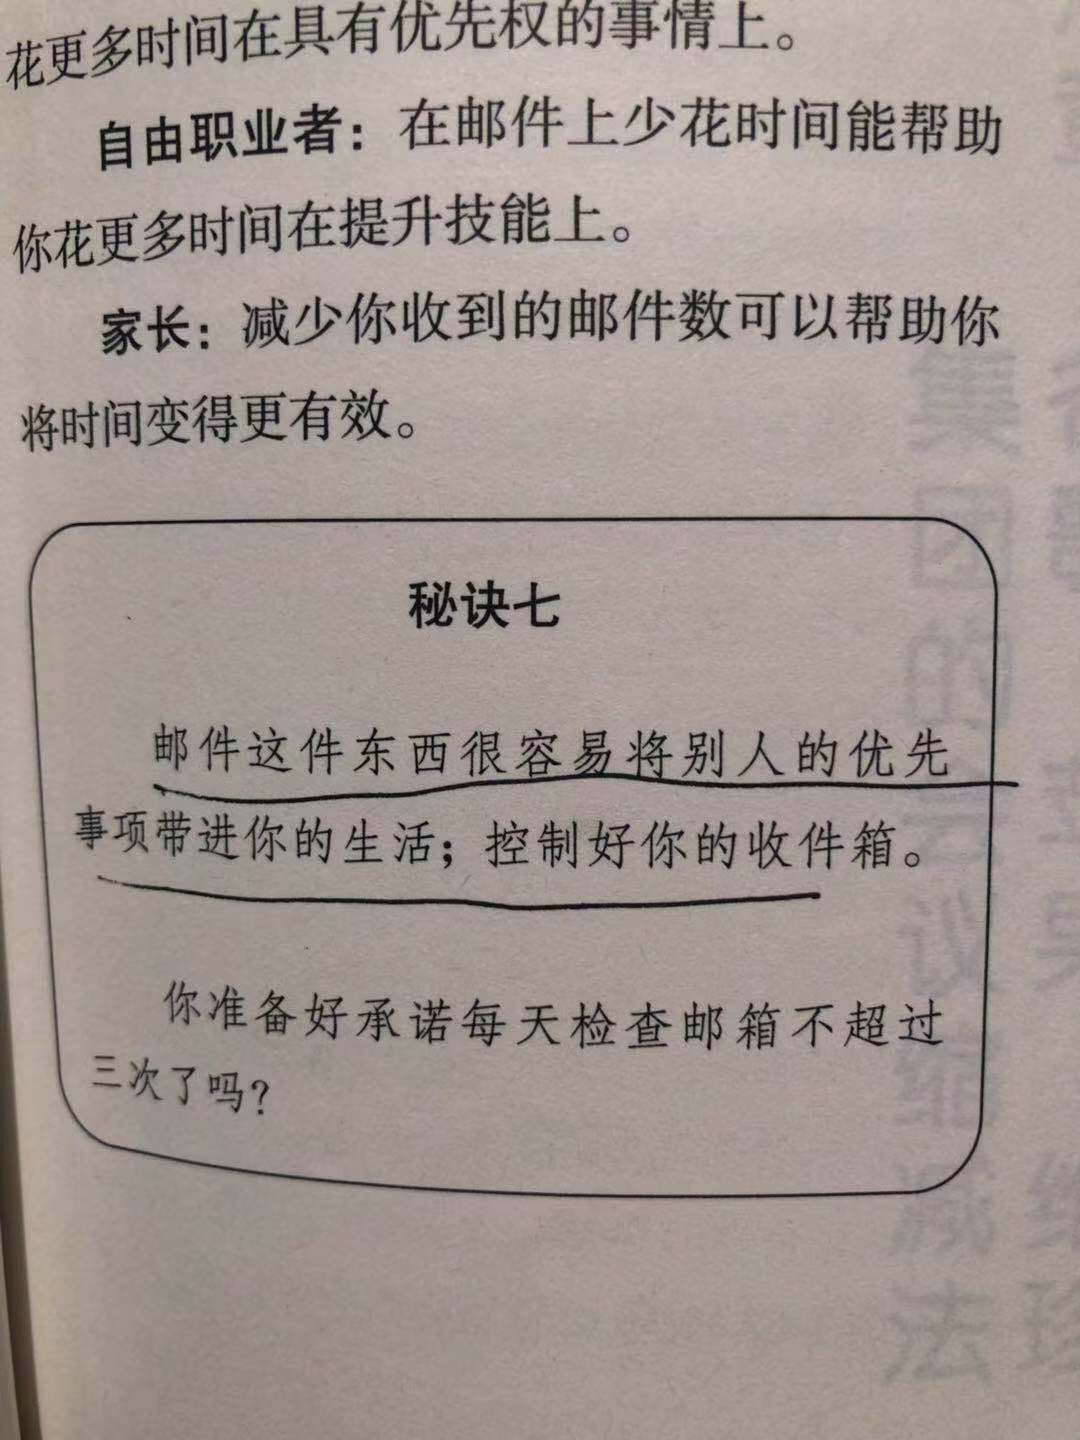 花更多时间在具有优先权的事情上。
自由职业者：在邮件上少花时间能帮助
你花更多时间在提升技能上。
家长：减少你收到的邮件数可以帮助你
将时间变得更有效。
秘诀七
邮件这件东西很容易将别人的优先
事项带进你的生活；控制好你的收件箱。
你准备好承诺每天检查邮箱不超过
三次了吗？